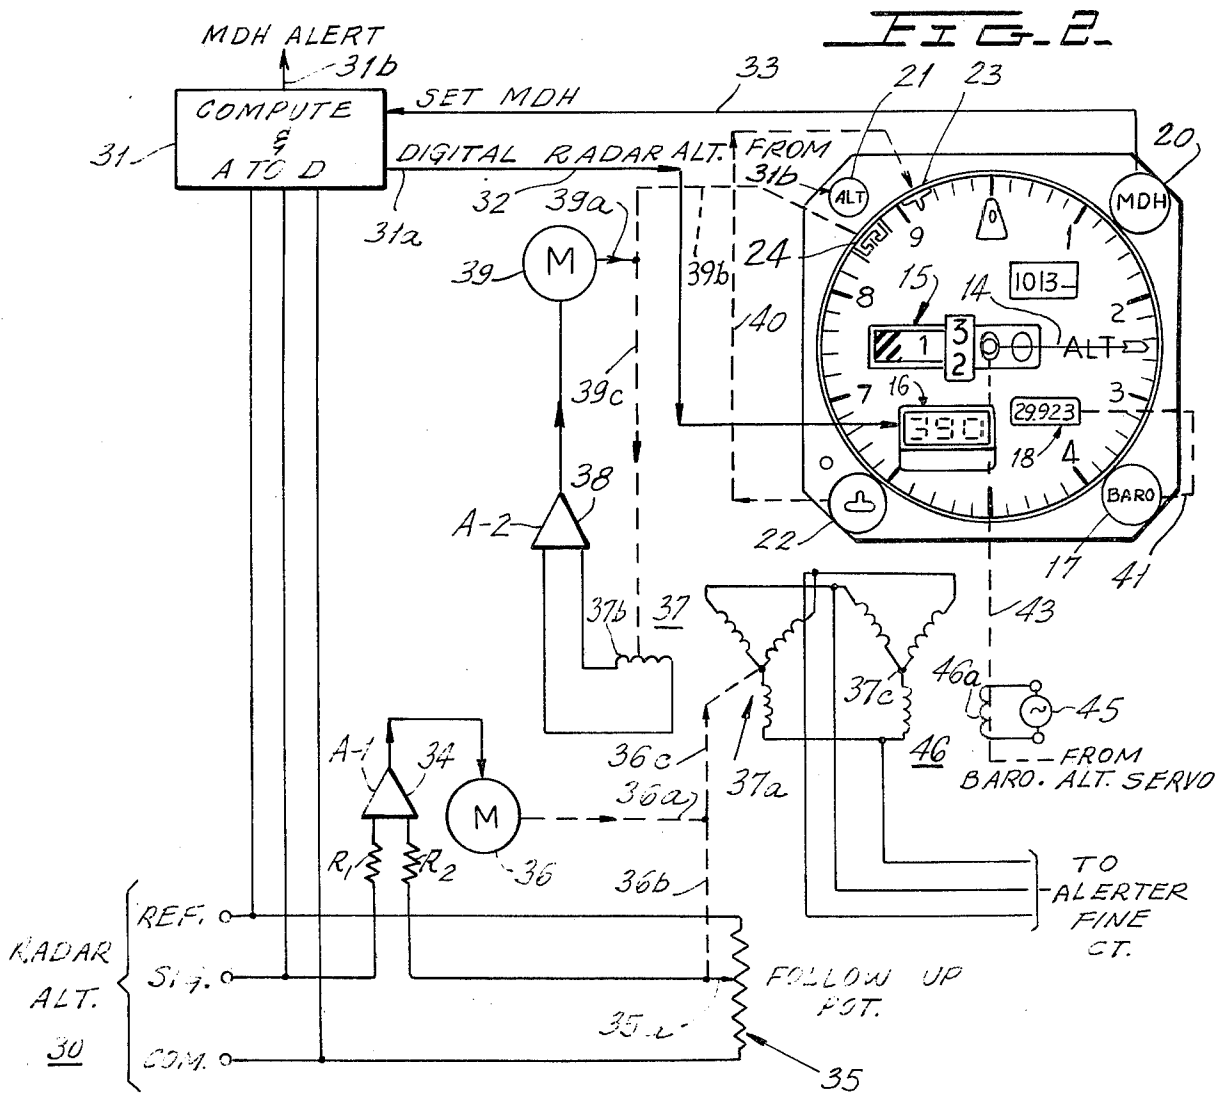 FIG-2-
MDH ALERT
31b
33
21
23
SET MDH
COMPUTE
&
A TO D
31
DIGITAL RADAR ALT.
FROM
31b
20
ALT
MDH
32
31a
39a
39
M
39b
24
9
0
1
1013
8
15
14
2
40
1
3
2
0
ALT
39c
7
16
3
29.923
390
18
4
A-2
38
BARO
22
17
41
37b
37
43
37c
46a
45
~
A-1
34
36c
37a
46
FROM
BARO. ALT. SERVO
36a
M
R1
R2
36
36b
TO
ALERTER
FINE
CT.
REF.
RADAR
ALT.
30
SIG.
FOLLOW UP
POT.
35a
COM.
35